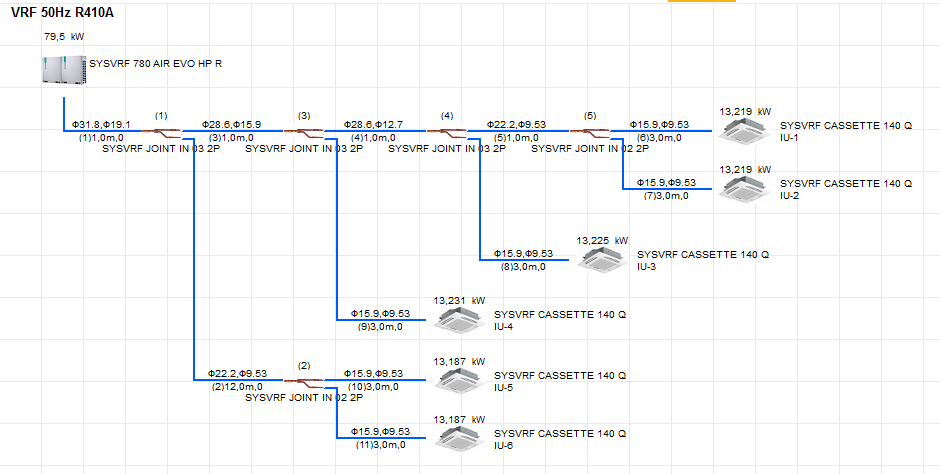 VRF 50Hz R410A
79,5 kW
SYSVRF 780 AIR EVO HP R
Φ31.8,Φ19.1
(1)1,0m,0
(1)
SYSVRF JOINT IN 03 2P
Φ28.6,Φ15.9
(3)1,0m,0
(3)
SYSVRF JOINT IN 03 2P
Φ28.6,Φ12.7
(4)1,0m,0
(4)
SYSVRF JOINT IN 03 2P
Φ22.2,Φ9.53
(5)1,0m,0
(5)
SYSVRF JOINT IN 02 2P
Φ15.9,Φ9.53
(6)3,0m,0
13,219 kW
SYSVRF CASSETTE 140 Q
IU-1
Φ15.9,Φ9.53
(7)3,0m,0
13,219 kW
SYSVRF CASSETTE 140 Q
IU-2
Φ15.9,Φ9.53
(8)3,0m,0
13,225 kW
SYSVRF CASSETTE 140 Q
IU-3
Φ15.9,Φ9.53
(9)3,0m,0
13,231 kW
SYSVRF CASSETTE 140 Q
IU-4
Φ22.2,Φ9.53
(2)12,0m,0
(2)
SYSVRF JOINT IN 02 2P
Φ15.9,Φ9.53
(10)3,0m,0
13,187 kW
SYSVRF CASSETTE 140 Q
IU-5
Φ15.9,Φ9.53
(11)3,0m,0
13,187 kW
SYSVRF CASSETTE 140 Q
IU-6